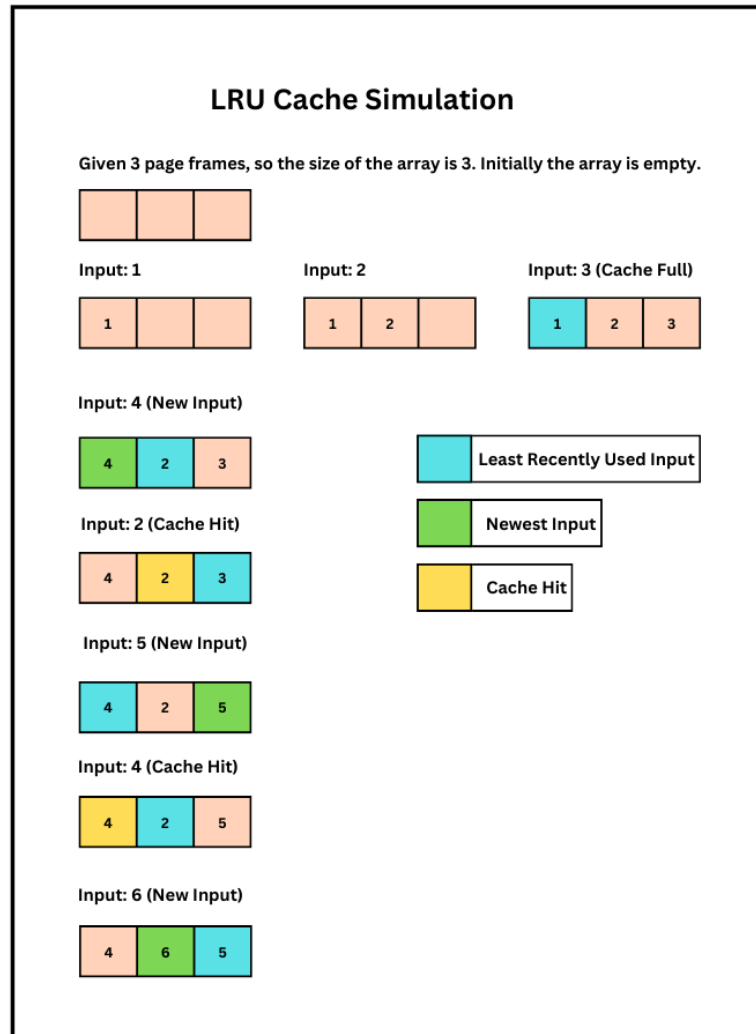 LRU Cache Simulation
Given 3 page frames, so the size of the array is 3. Initially the array is empty.
Input: 1
Input: 2
Input: 3 (Cache Full)
1
1 2
1 2 3
Input: 4 (New Input)
4 2 3
Least Recently Used Input
Newest Input
Cache Hit
Input: 2 (Cache Hit)
4 2 3
Input: 5 (New Input)
4 2 5
Input: 4 (Cache Hit)
4 2 5
Input: 6 (New Input)
4 6 5